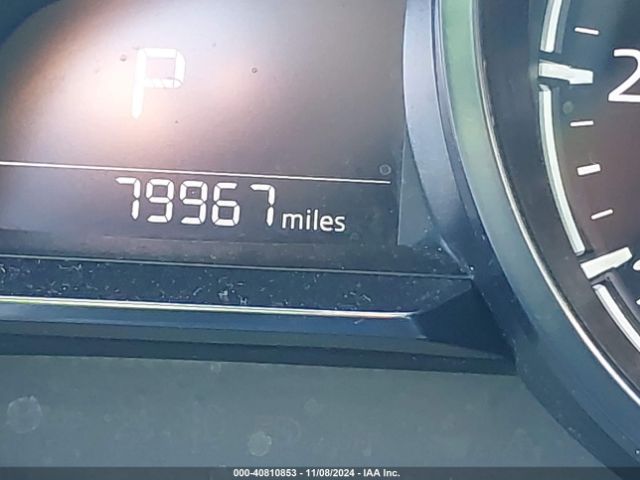 P
2
79967 miles
000-40810853 - 11/08/2024 - IAA Inc.